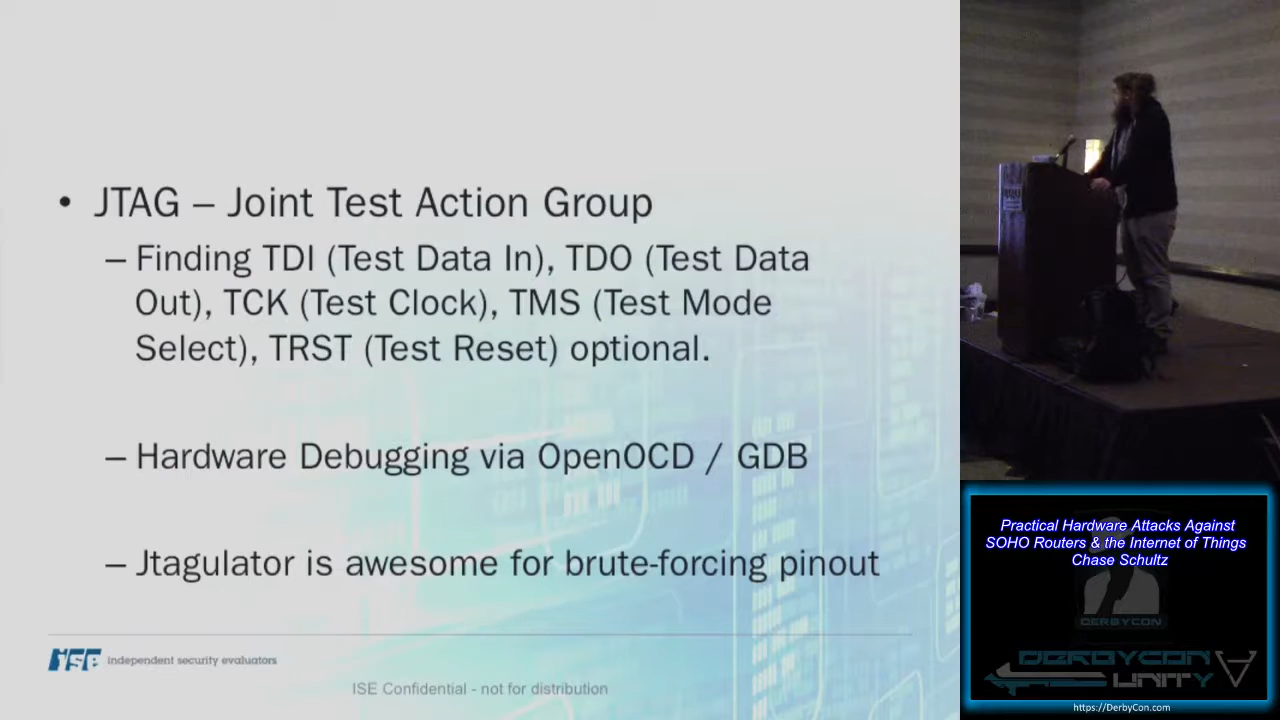 • JTAG – Joint Test Action Group
– Finding TDI (Test Data In), TDO (Test Data
Out), TCK (Test Clock), TMS (Test Mode
Select), TRST (Test Reset) optional.
– Hardware Debugging via OpenOCD / GDB
– Jtagulator is awesome for brute-forcing pinout
ISE independent security evaluators
ISE Confidential - not for distribution
Practical Hardware Attacks Against
SOHO Routers & the Internet of Things
Chase Schultz
DERBYCON
DERBYCON
UNITY
https://DerbyCon.com